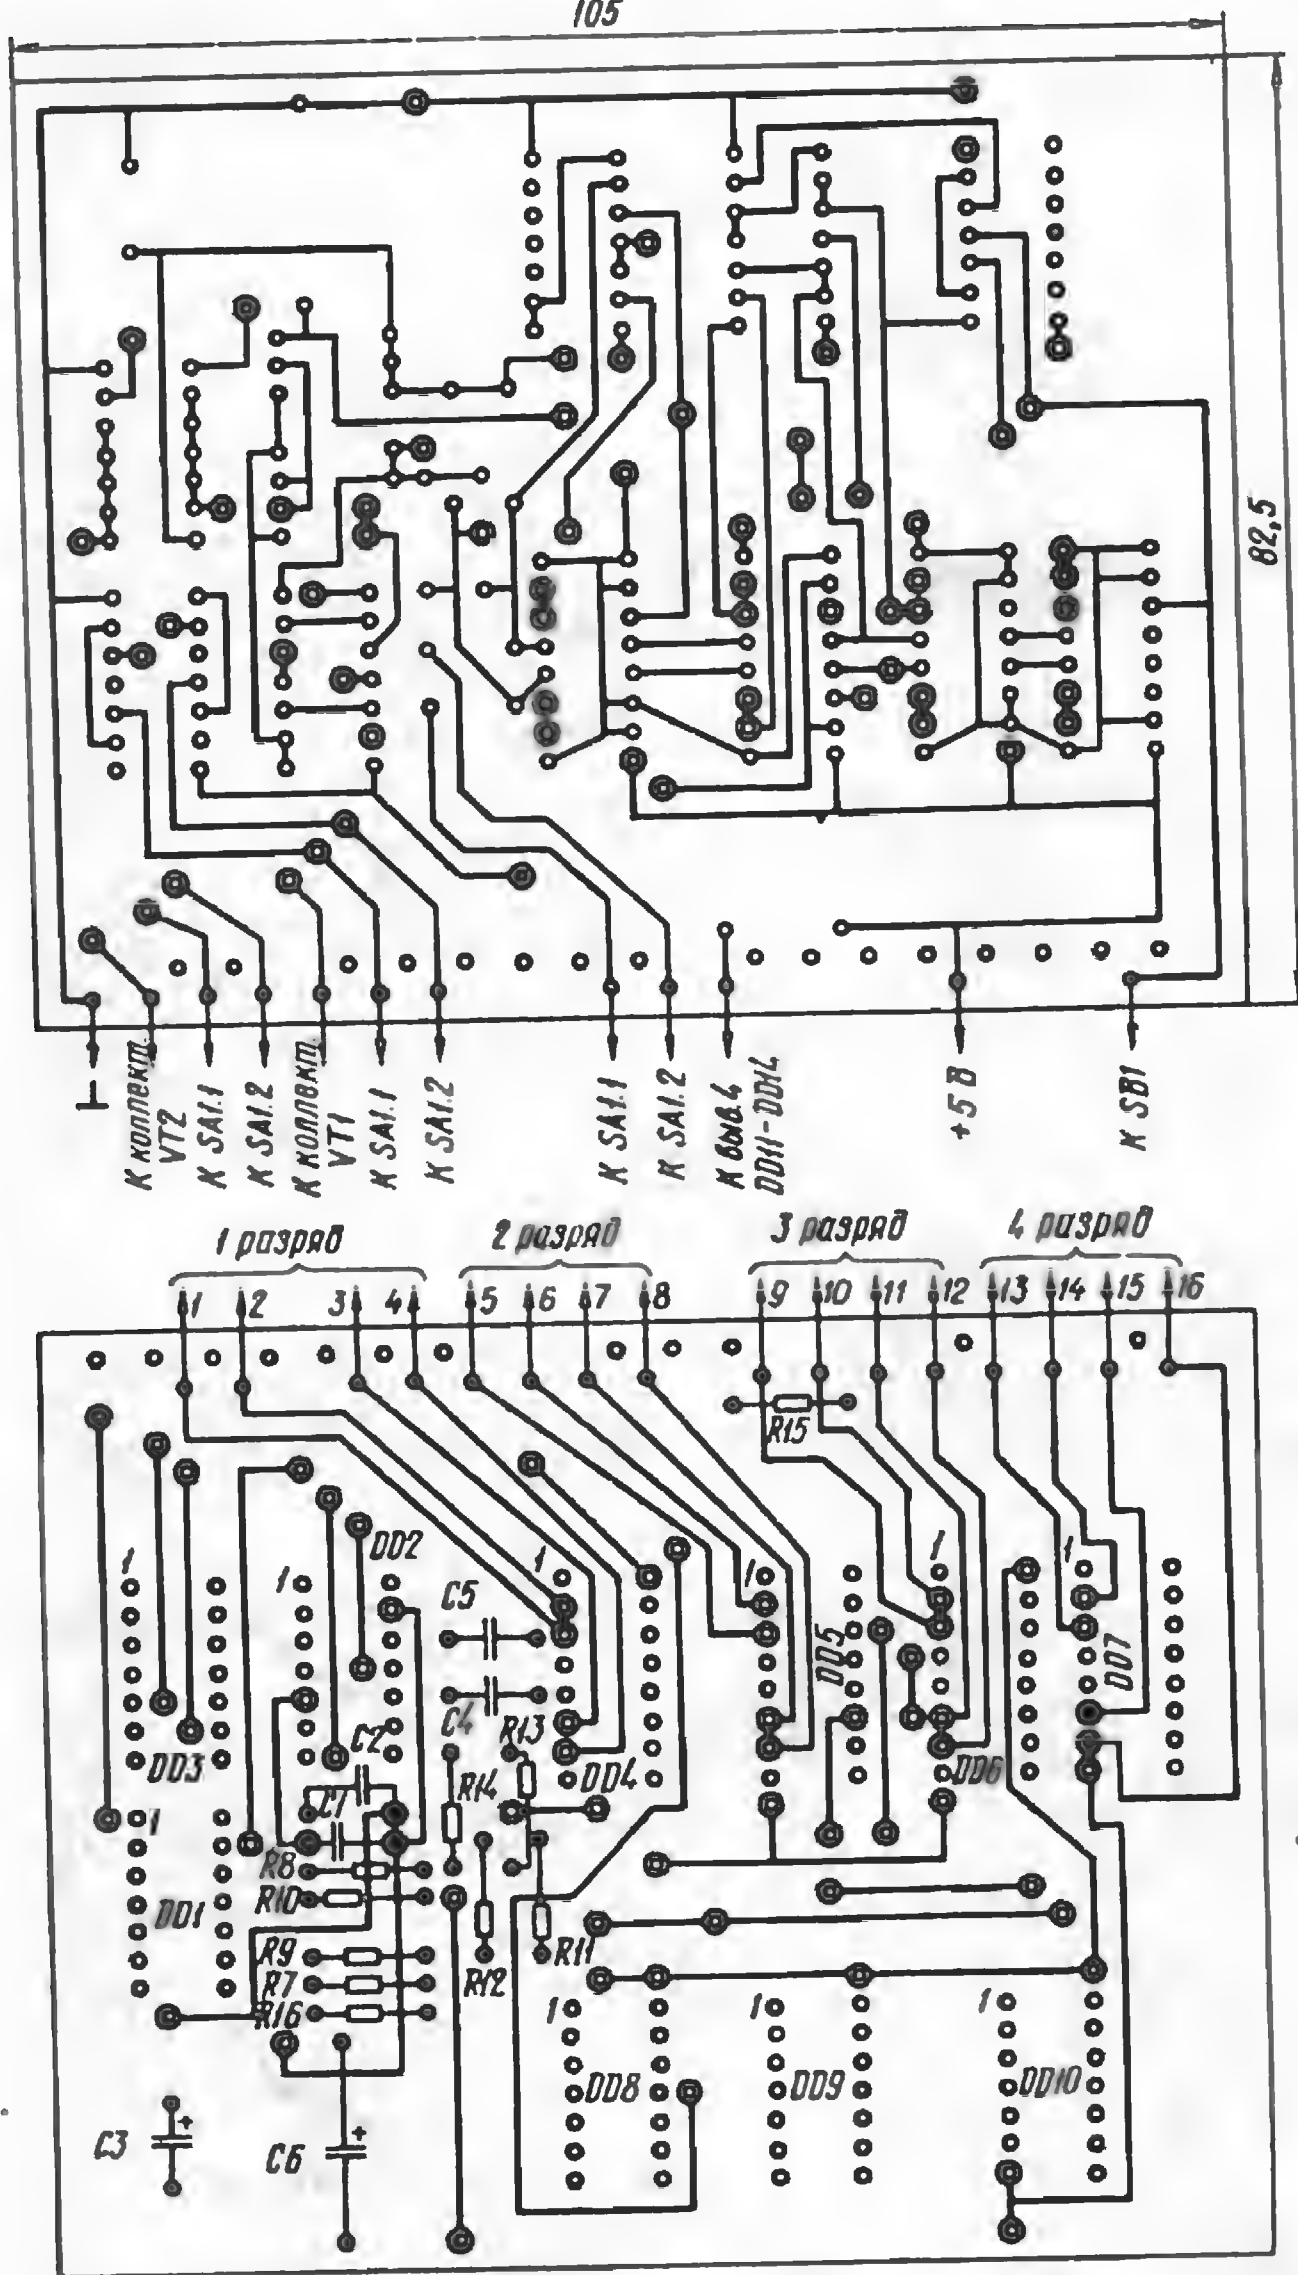 105
82,5
К коллект.
VT2
К SA1.1
К SA1.2
К коллект.
VT1
К SA1.1
К SA1.2
К SA1.1
К SA1.2
К выв.4
DD11-DD14
+5 В
К SB1
1 разряд
2 разряд
3 разряд
4 разряд
1 2 3 4 5 6 7 8 9 10 11 12 13 14 15 16
R15
DD2
1
1
1
1
1
1
C5
DD5
DD7
C4
R13
C2
DD3
R14
DD4
DD6
1
C1
R8
R10
DD1
R9
R11
R7
R12
R16
1
1
1
DD8
DD9
DD10
C3
+
C6
+